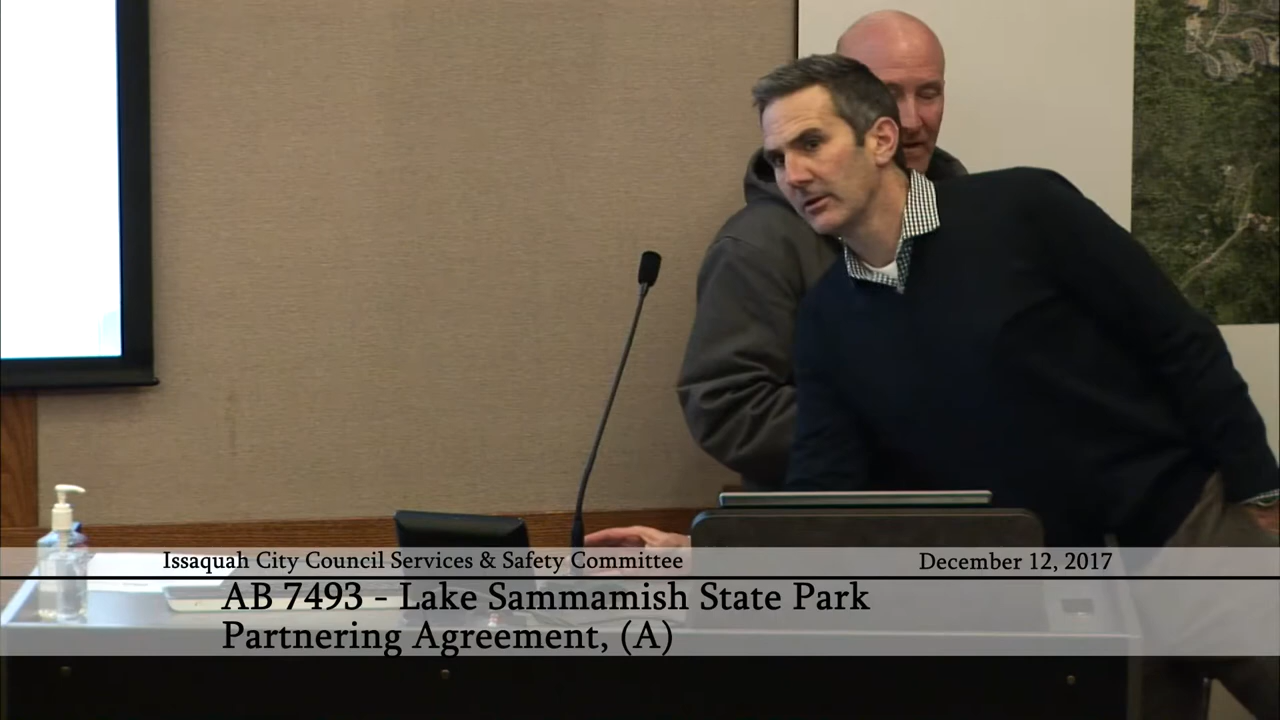 Issaquah City Council Services & Safety Committee
December 12, 2017
AB 7493 - Lake Sammamish State Park
Partnering Agreement, (A)